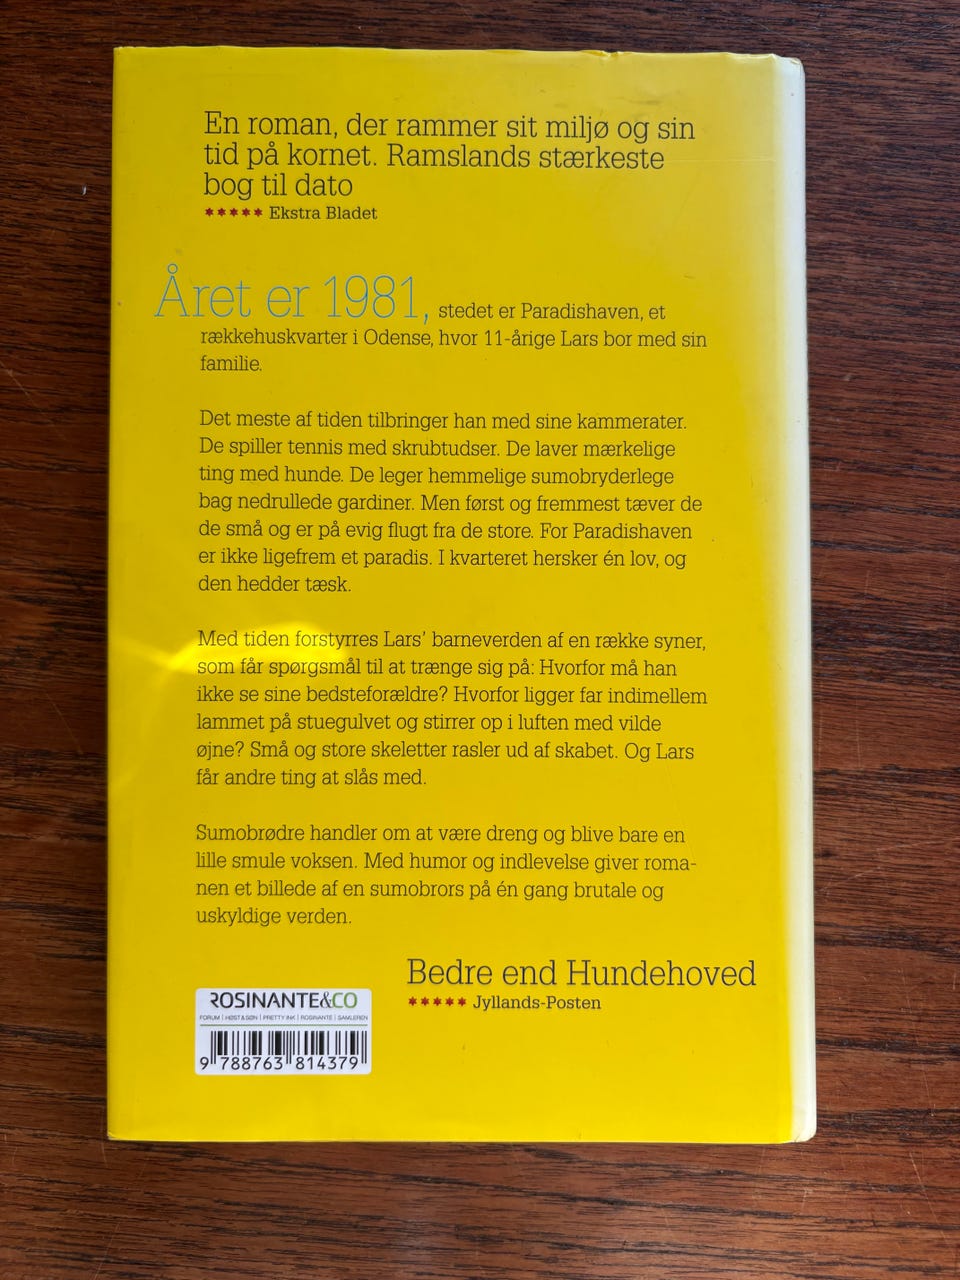 En roman, der rammer sit miljø og sin
tid på kornet. Ramslands stærkeste
bog til dato
***** Ekstra Bladet
Året er 1981, stedet er Paradishaven, et
rækkehuskvarter i Odense, hvor 11-årige Lars bor med sin
familie.
Det meste af tiden tilbringer han med sine kammerater.
De spiller tennis med skrubtudser. De laver mærkelige
ting med hunde. De leger hemmelige sumobryderlege
bag nedrullede gardiner. Men først og fremmest tæver de
de små og er på evig flugt fra de store. For Paradishaven
er ikke ligefrem et paradis. I kvarteret hersker én lov, og
den hedder tæsk.
Med tiden forstyrres Lars’ barneverden af en række syner,
som får spørgsmål til at trænge sig på: Hvorfor må han
ikke se sine bedsteforældre? Hvorfor ligger far indimellem
lammet på stuegulvet og stirrer op i luften med vilde
øjne? Små og store skeletter rasler ud af skabet. Og Lars
får andre ting at slås med.
Sumobrødre handler om at være dreng og blive bare en
lille smule voksen. Med humor og indlevelse giver roma-
nen et billede af en sumobrors på én gang brutale og
uskyldige verden.
Bedre end Hundehoved
***** Jyllands-Posten
ROSINANTE&CO
FORUM | HØST&SØN | PRETTY INK | ROSINANTE | SAMLEREN
9 788763 814379